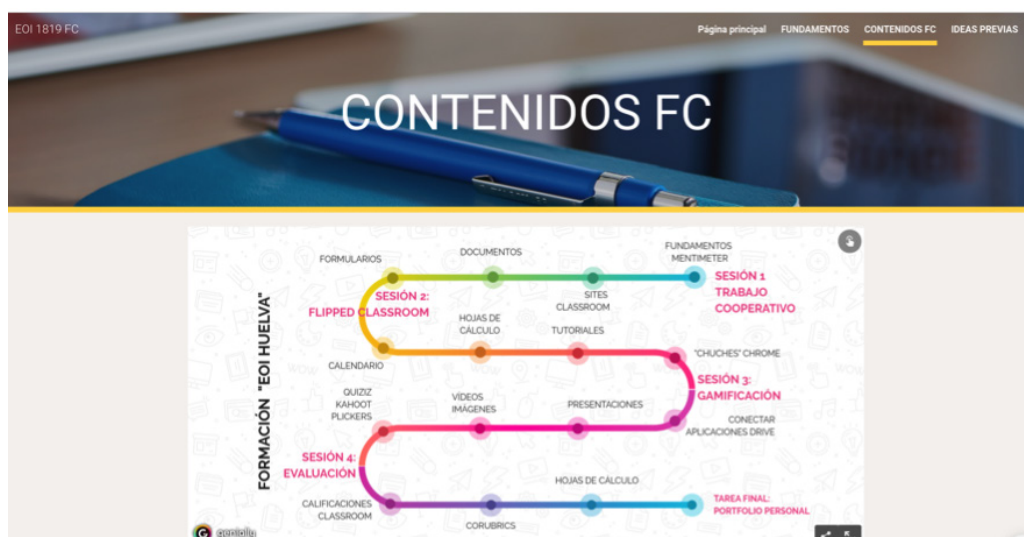 EOI 1819 FC
Página principal FUNDAMENTOS CONTENIDOS FC IDEAS PREVIAS
CONTENIDOS FC
FORMACIÓN "EOI HUELVA"
FUNDAMENTOS
MENTIMETER
SESIÓN 1
TRABAJO
COOPERATIVO
SITES
CLASSROOM
DOCUMENTOS
FORMULARIOS
SESIÓN 2:
FLIPPED CLASSROOM
CALENDARIO
HOJAS DE
CÁLCULO
TUTORIALES
"CHUCHES" CHROME
SESIÓN 3:
GAMIFICACIÓN
CONECTAR
APLICACIONES DRIVE
PRESENTACIONES
VIDEOS
IMÁGENES
QUIZIZ
KAHOOT
PLICKERS
SESIÓN 4:
EVALUACIÓN
CALIFICACIONES
CLASSROOM
CORUBRICS
HOJAS DE CÁLCULO
TAREA FINAL:
PORTFOLIO PERSONAL
genially